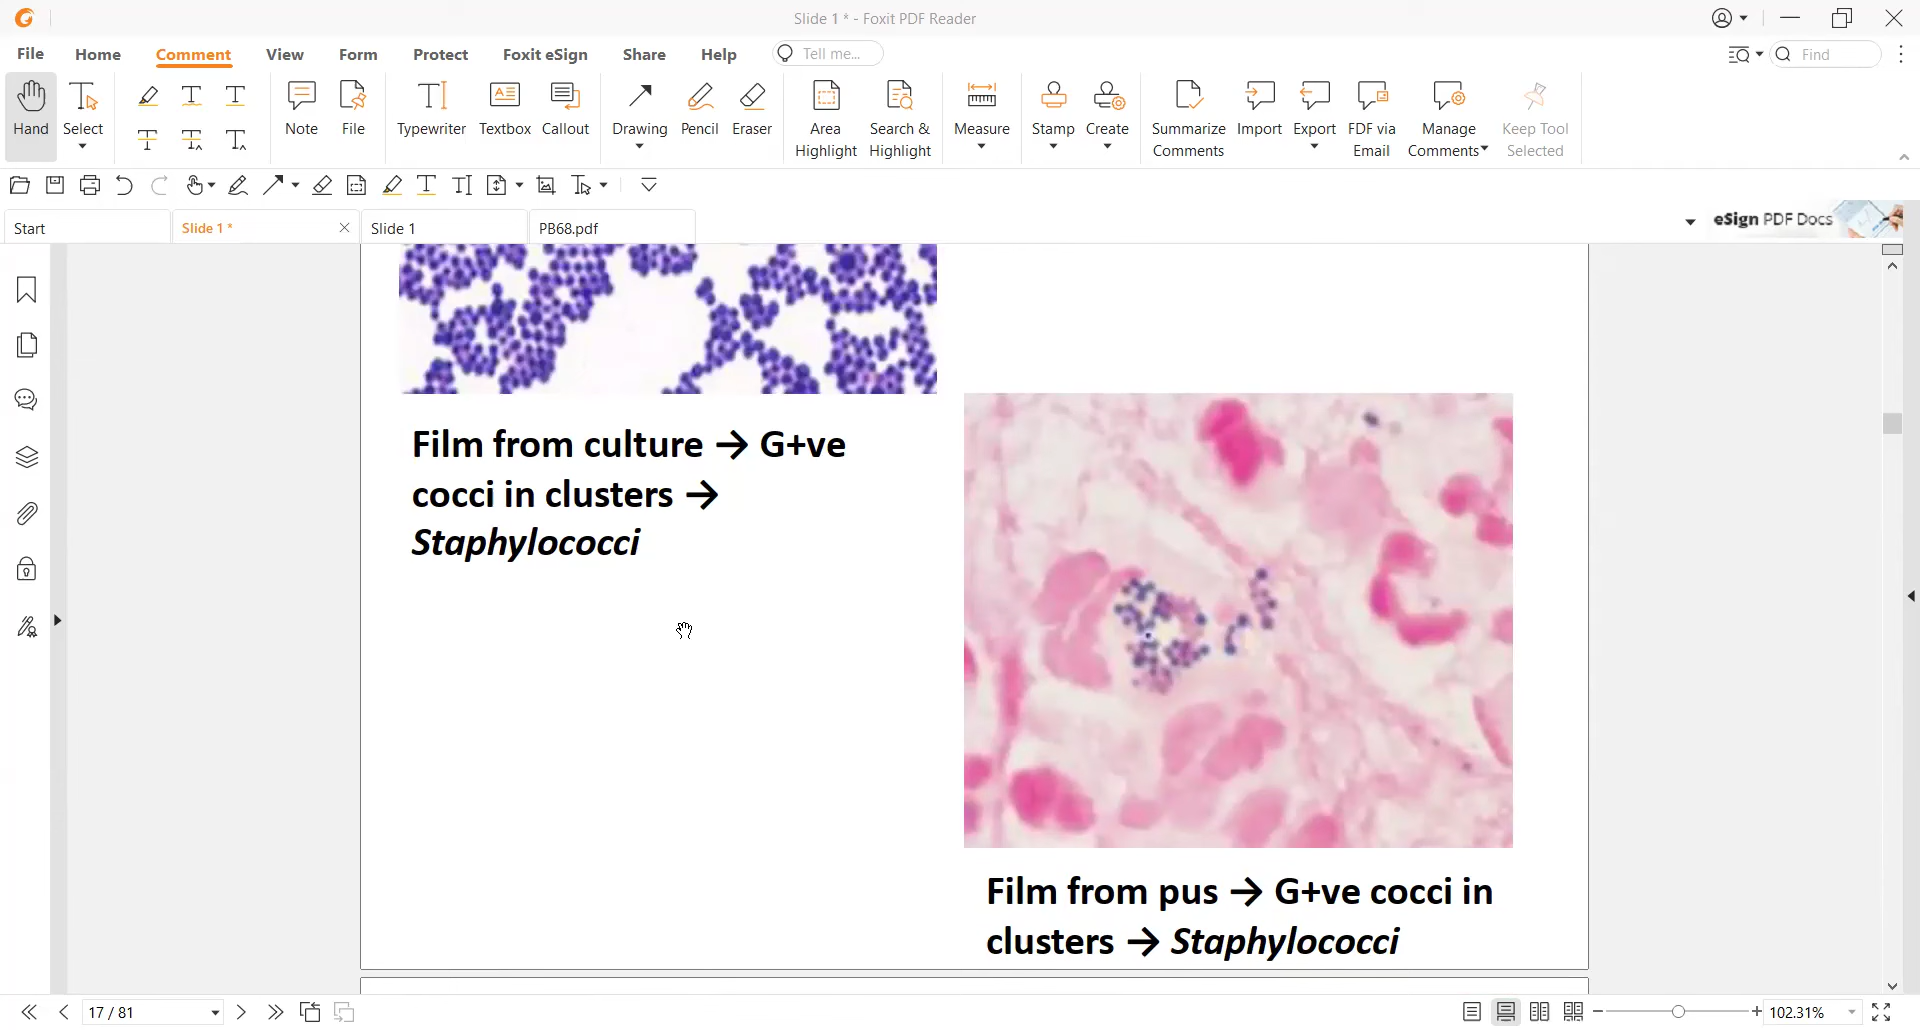 Slide 1 * - Foxit PDF Reader
File Home Comment View Form Protect Foxit eSign Share Help Tell me... Find
Hand Select Note File Typewriter Textbox Callout Drawing Pencil Eraser Area Highlight Search & Highlight Measure Stamp Create Summarize Comments Import Export FDF via Email Manage Comments Keep Tool Selected
Start Slide 1 * Slide 1 PB68.pdf eSign PDF Docs
Film from culture → G+ve
cocci in clusters →
Staphylococci
Film from pus → G+ve cocci in
clusters → Staphylococci
17 / 81 102.31%